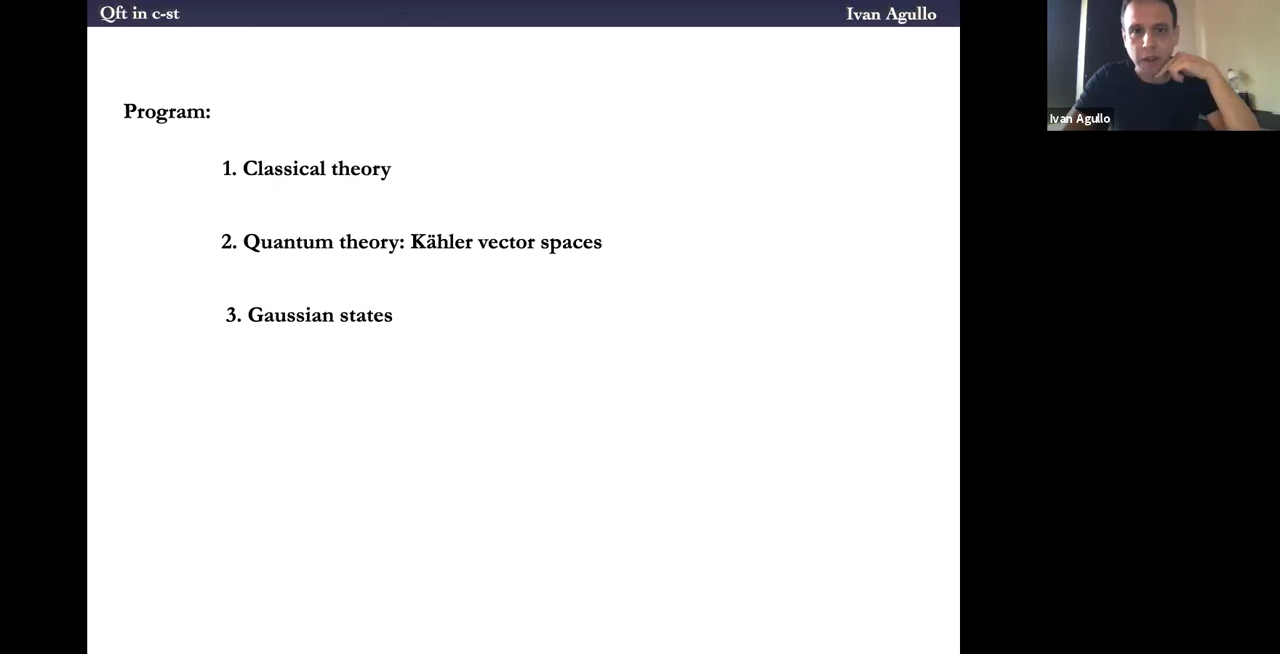 Qft in c-st
Ivan Agullo
Program:
1. Classical theory
2. Quantum theory: Kähler vector spaces
3. Gaussian states
Ivan Agullo